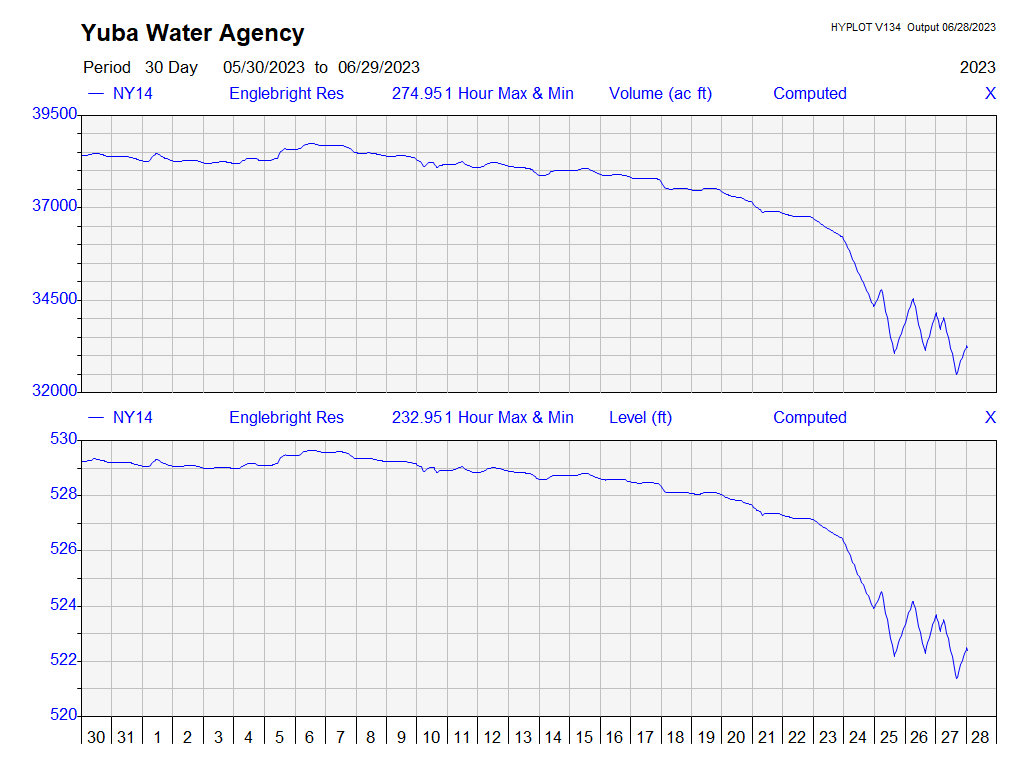 Yuba Water Agency
HYPLOT V134 Output 06/28/2023
Period 30 Day 05/30/2023 to 06/29/2023 2023
NY14 Englebright Res 274.951 Hour Max & Min Volume (ac ft) Computed X
39500
37000
34500
32000
NY14 Englebright Res 232.951 Hour Max & Min Level (ft) Computed X
530
528
526
524
522
520
30 31 1 2 3 4 5 6 7 8 9 10 11 12 13 14 15 16 17 18 19 20 21 22 23 24 25 26 27 28